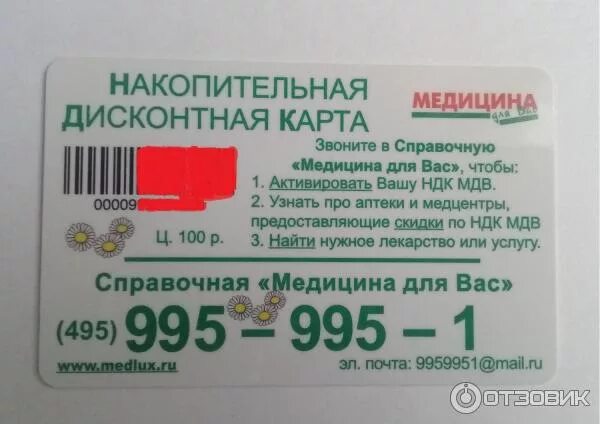 НАКОПИТЕЛЬНАЯ
ДИСКОНТНАЯ КАРТА
МЕДИЦИНА
для Вас
Звоните в Справочную
«Медицина для Вас», чтобы:
1. Активировать Вашу НДК МДВ.
2. Узнать про аптеки и медцентры,
предоставляющие скидки по НДК МДВ
3. Найти нужное лекарство или услугу.
00009
Ц. 100 р.
Справочная «Медицина для Вас»
(495) 995 – 995 – 1
www.medlux.ru
эл. почта: 9959951@mail.ru
ОТЗОВИК